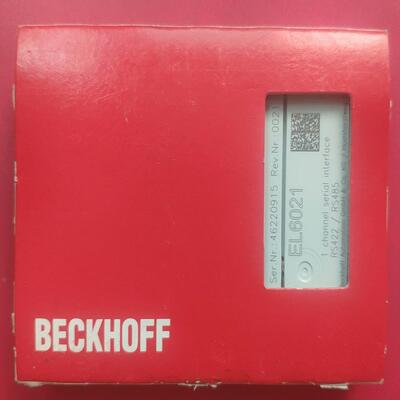 Ser.Nr.: 46220915 Rev.Nr.: 0021
EL6021
1 channel serial interface
RS422 / RS485
BECKHOFF